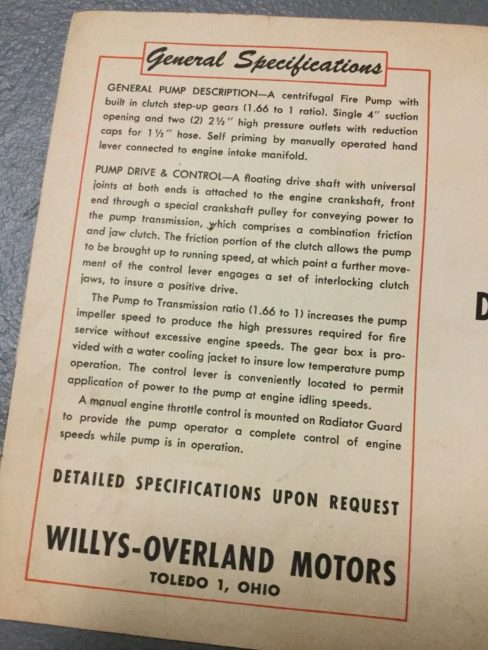 General Specifications
GENERAL PUMP DESCRIPTION—A centrifugal Fire Pump with
built in clutch step-up gears (1.66 to 1 ratio). Single 4" suction
opening and two (2) 2½" high pressure outlets with reduction
caps for 1½" hose. Self priming by manually operated hand
lever connected to engine intake manifold.
PUMP DRIVE & CONTROL—A floating drive shaft with universal
joints at both ends is attached to the engine crankshaft, front
end through a special crankshaft pulley for conveying power to
the pump transmission, which comprises a combination friction
and jaw clutch. The friction portion of the clutch allows the pump
to be brought up to running speed, at which point a further move-
ment of the control lever engages a set of interlocking clutch
jaws, to insure a positive drive.
The Pump to Transmission ratio (1.66 to 1) increases the pump
impeller speed to produce the high pressures required for fire
service without excessive engine speeds. The gear box is pro-
vided with a water cooling jacket to insure low temperature pump
operation. The control lever is conveniently located to permit
application of power to the pump at engine idling speeds.
A manual engine throttle control is mounted on Radiator Guard
to provide the pump operator a complete control of engine
speeds while pump is in operation.
DETAILED SPECIFICATIONS UPON REQUEST
WILLYS-OVERLAND MOTORS
TOLEDO 1, OHIO